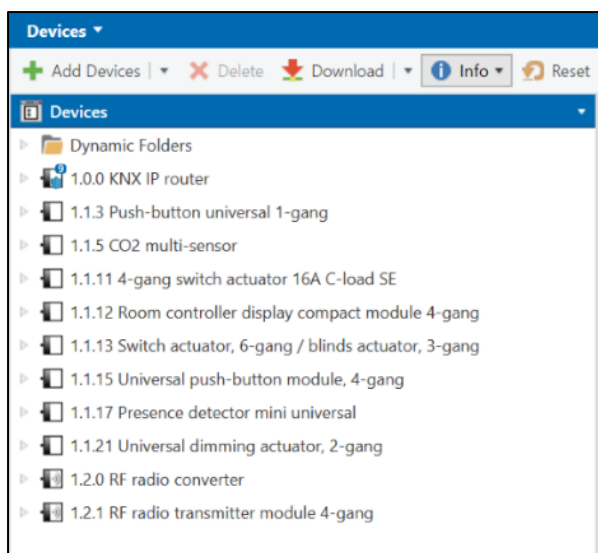 Devices
Add Devices Delete Download Info Reset
Devices
Dynamic Folders
1.0.0 KNX IP router
1.1.3 Push-button universal 1-gang
1.1.5 CO2 multi-sensor
1.1.11 4-gang switch actuator 16A C-load SE
1.1.12 Room controller display compact module 4-gang
1.1.13 Switch actuator, 6-gang / blinds actuator, 3-gang
1.1.15 Universal push-button module, 4-gang
1.1.17 Presence detector mini universal
1.1.21 Universal dimming actuator, 2-gang
1.2.0 RF radio converter
1.2.1 RF radio transmitter module 4-gang